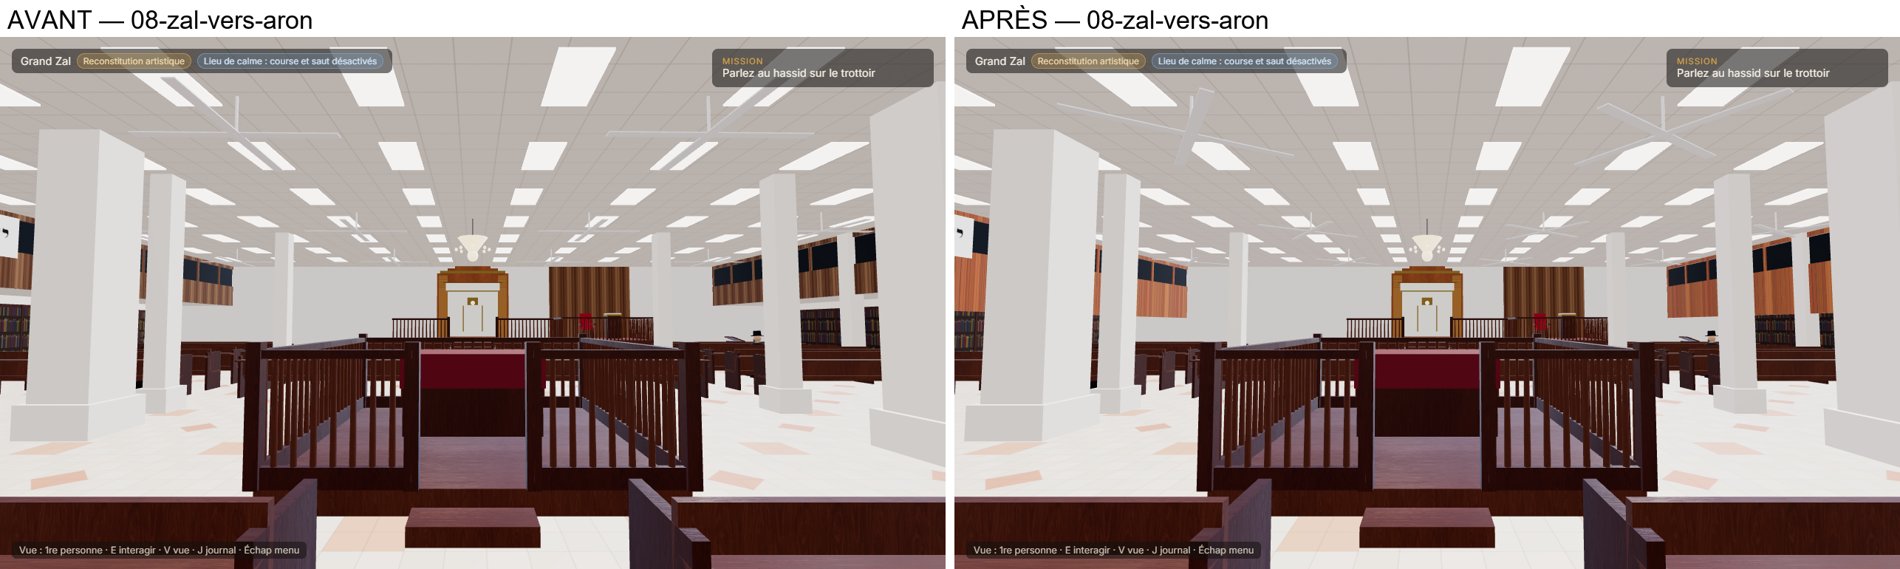 AVANT — 08-zal-vers-aron
Grand Zal Reconstitution artistique Lieu de calme : course et saut désactivés
MISSION
Parlez au hassid sur le trottoir
Vue : 1re personne · E interagir · V vue · J journal · Échap menu
APRÈS — 08-zal-vers-aron
Grand Zal Reconstitution artistique Lieu de calme : course et saut désactivés
MISSION
Parlez au hassid sur le trottoir
Vue : 1re personne · E interagir · V vue · J journal · Échap menu